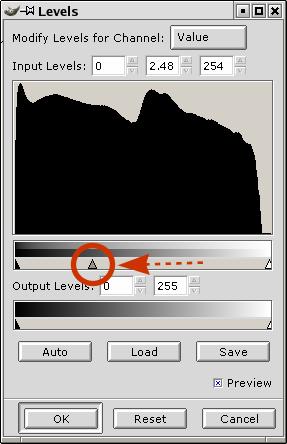 Levels
Modify Levels for Channel: Value
Input Levels: 0 2.48 254
Output Levels: 0 255
Auto Load Save
Preview
OK Reset Cancel